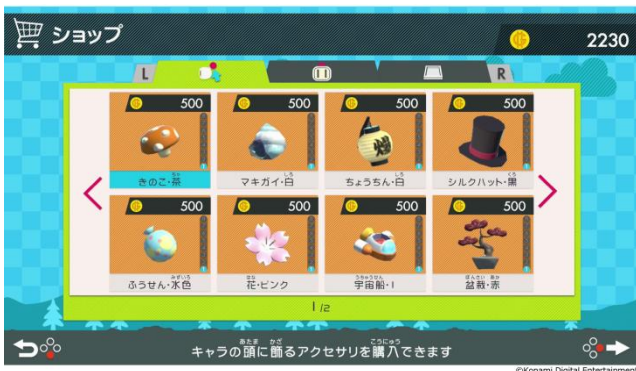 ショップ
2230
L
R
500
500
500
500
きのこ・茶
マキガイ・白
ちょうちん・白
シルクハット・黒
500
500
500
500
ふうせん・水色
花・ピンク
宇宙船・1
盆栽・赤
1/2
キャラの頭に飾るアクセサリを購入できます
©Konami Digital Entertainment